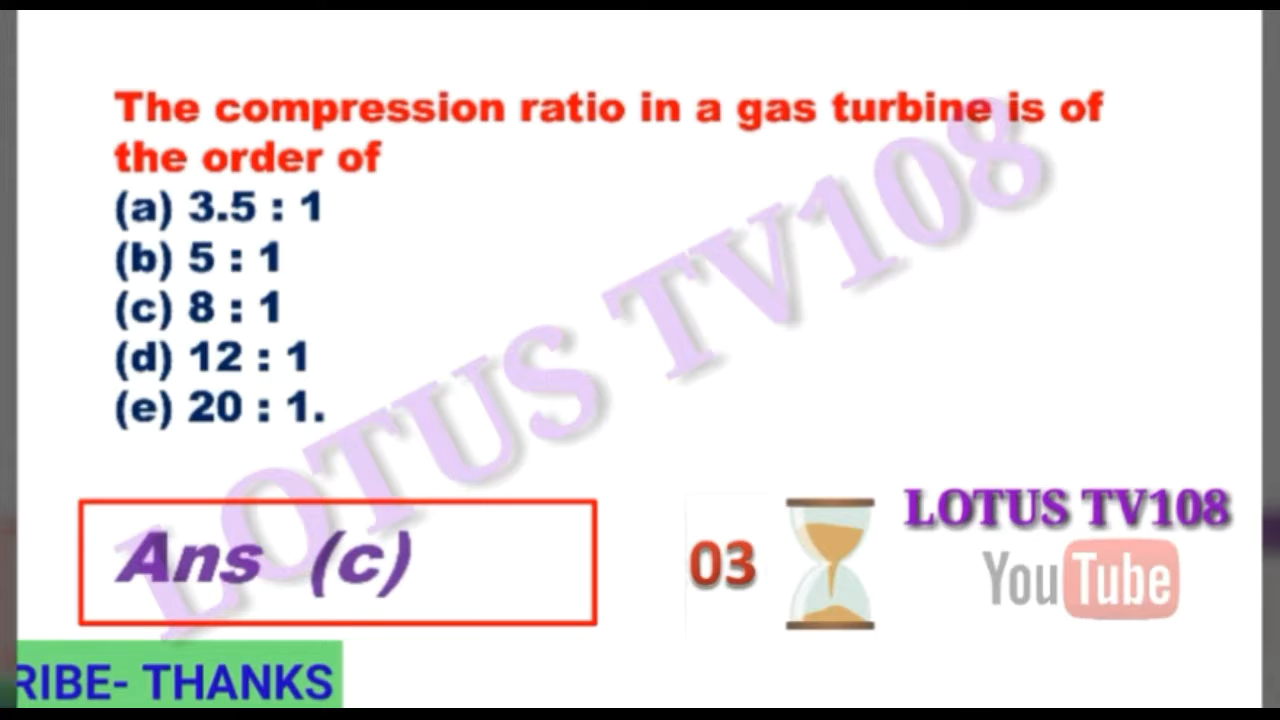 The compression ratio in a gas turbine is of
the order of
(a) 3.5 : 1
(b) 5 : 1
(c) 8 : 1
(d) 12 : 1
(e) 20 : 1.
LOTUS TV108
Ans (c)
03
LOTUS TV108
YouTube
RIBE- THANKS